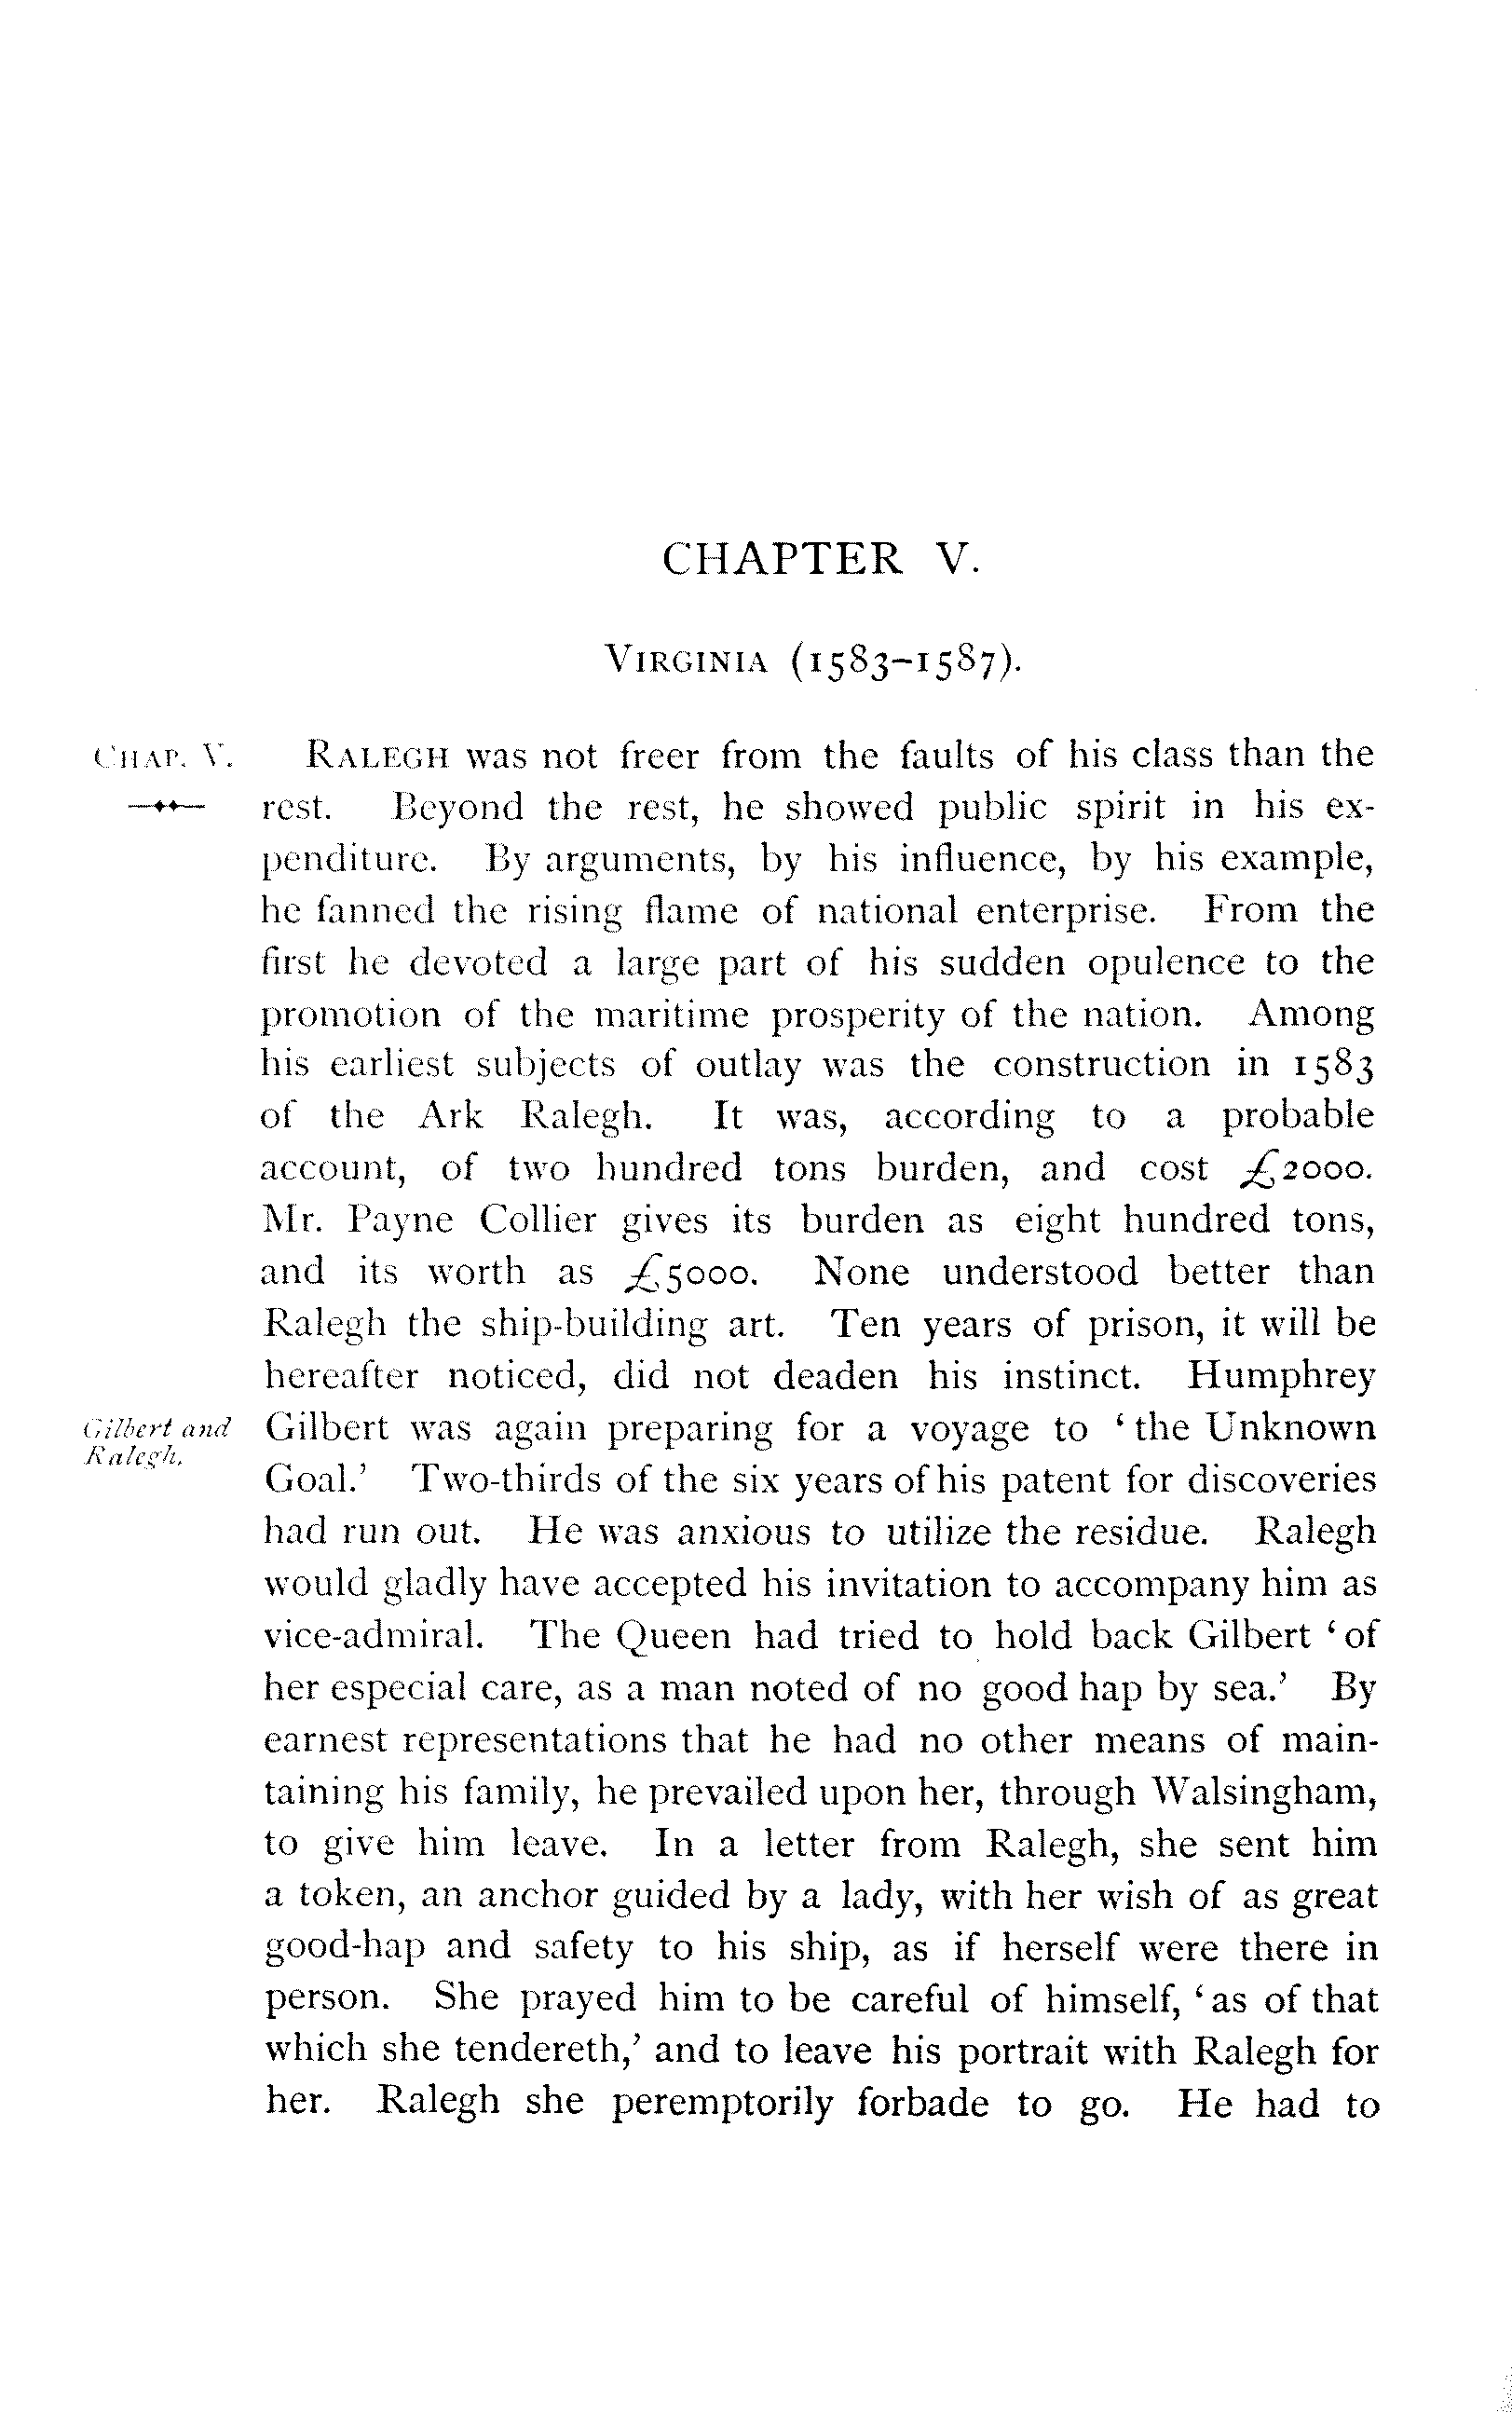 CHAPTER V.
VIRGINIA (1583–1587).
CHAP. V.
RALEGH was not freer from the faults of his class than the
rest. Beyond the rest, he showed public spirit in his ex-
penditure. By arguments, by his influence, by his example,
he fanned the rising flame of national enterprise. From the
first he devoted a large part of his sudden opulence to the
promotion of the maritime prosperity of the nation. Among
his earliest subjects of outlay was the construction in 1583
of the Ark Ralegh. It was, according to a probable
account, of two hundred tons burden, and cost £2000.
Mr. Payne Collier gives its burden as eight hundred tons,
and its worth as £5000. None understood better than
Ralegh the ship-building art. Ten years of prison, it will be
hereafter noticed, did not deaden his instinct. Humphrey
Gilbert and
Ralegh.
Gilbert was again preparing for a voyage to ‘the Unknown
Goal.’ Two-thirds of the six years of his patent for discoveries
had run out. He was anxious to utilize the residue. Ralegh
would gladly have accepted his invitation to accompany him as
vice-admiral. The Queen had tried to hold back Gilbert ‘of
her especial care, as a man noted of no good hap by sea.’ By
earnest representations that he had no other means of main-
taining his family, he prevailed upon her, through Walsingham,
to give him leave. In a letter from Ralegh, she sent him
a token, an anchor guided by a lady, with her wish of as great
good-hap and safety to his ship, as if herself were there in
person. She prayed him to be careful of himself, ‘as of that
which she tendereth,’ and to leave his portrait with Ralegh for
her. Ralegh she peremptorily forbade to go. He had to